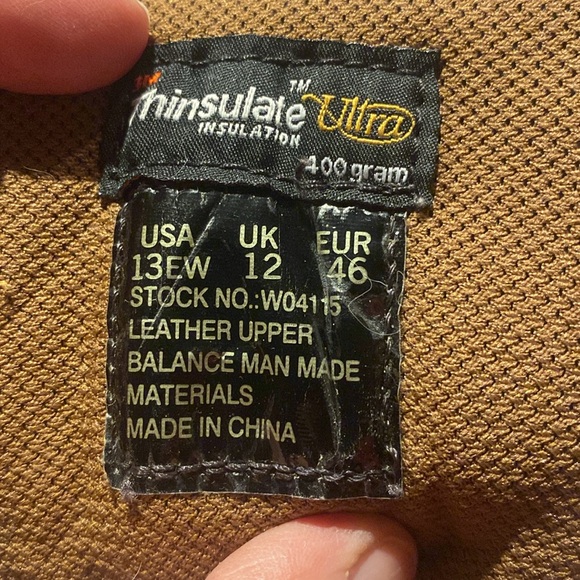 3M
Thinsulate™ Ultra
INSULATION
400 gram
USA UK EUR
13EW 12 46
STOCK NO.:W04115
LEATHER UPPER
BALANCE MAN MADE
MATERIALS
MADE IN CHINA